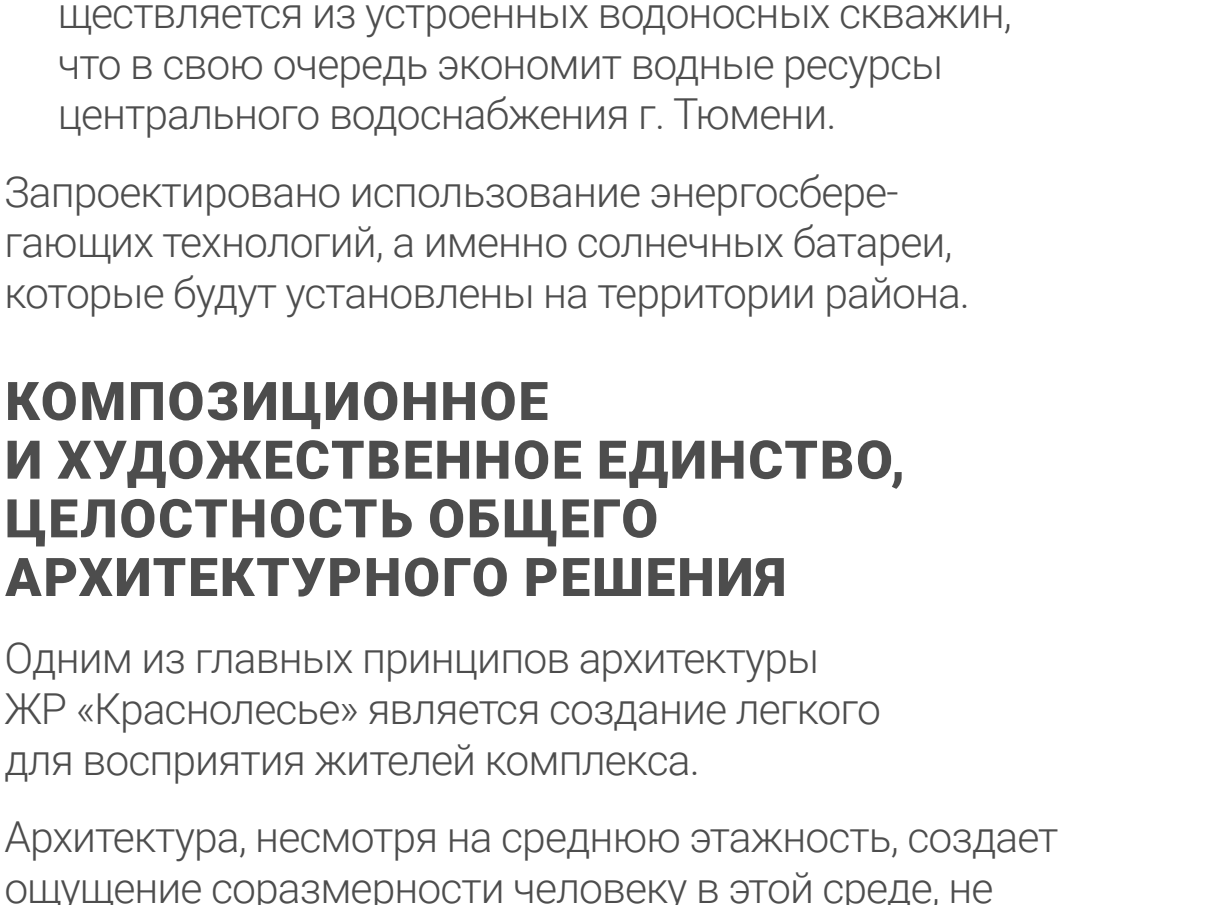 ществляется из устроенных водоносных скважин,
что в свою очередь экономит водные ресурсы
центрального водоснабжения г. Тюмени.
Запроектировано использование энергосбере-
гающих технологий, а именно солнечных батареи,
которые будут установлены на территории района.
КОМПОЗИЦИОННОЕ
И ХУДОЖЕСТВЕННОЕ ЕДИНСТВО,
ЦЕЛОСТНОСТЬ ОБЩЕГО
АРХИТЕКТУРНОГО РЕШЕНИЯ
Одним из главных принципов архитектуры
ЖР «Краснолесье» является создание легкого
для восприятия жителей комплекса.
Архитектура, несмотря на среднюю этажность, создает
ощущение соразмерности человеку в этой среде, не